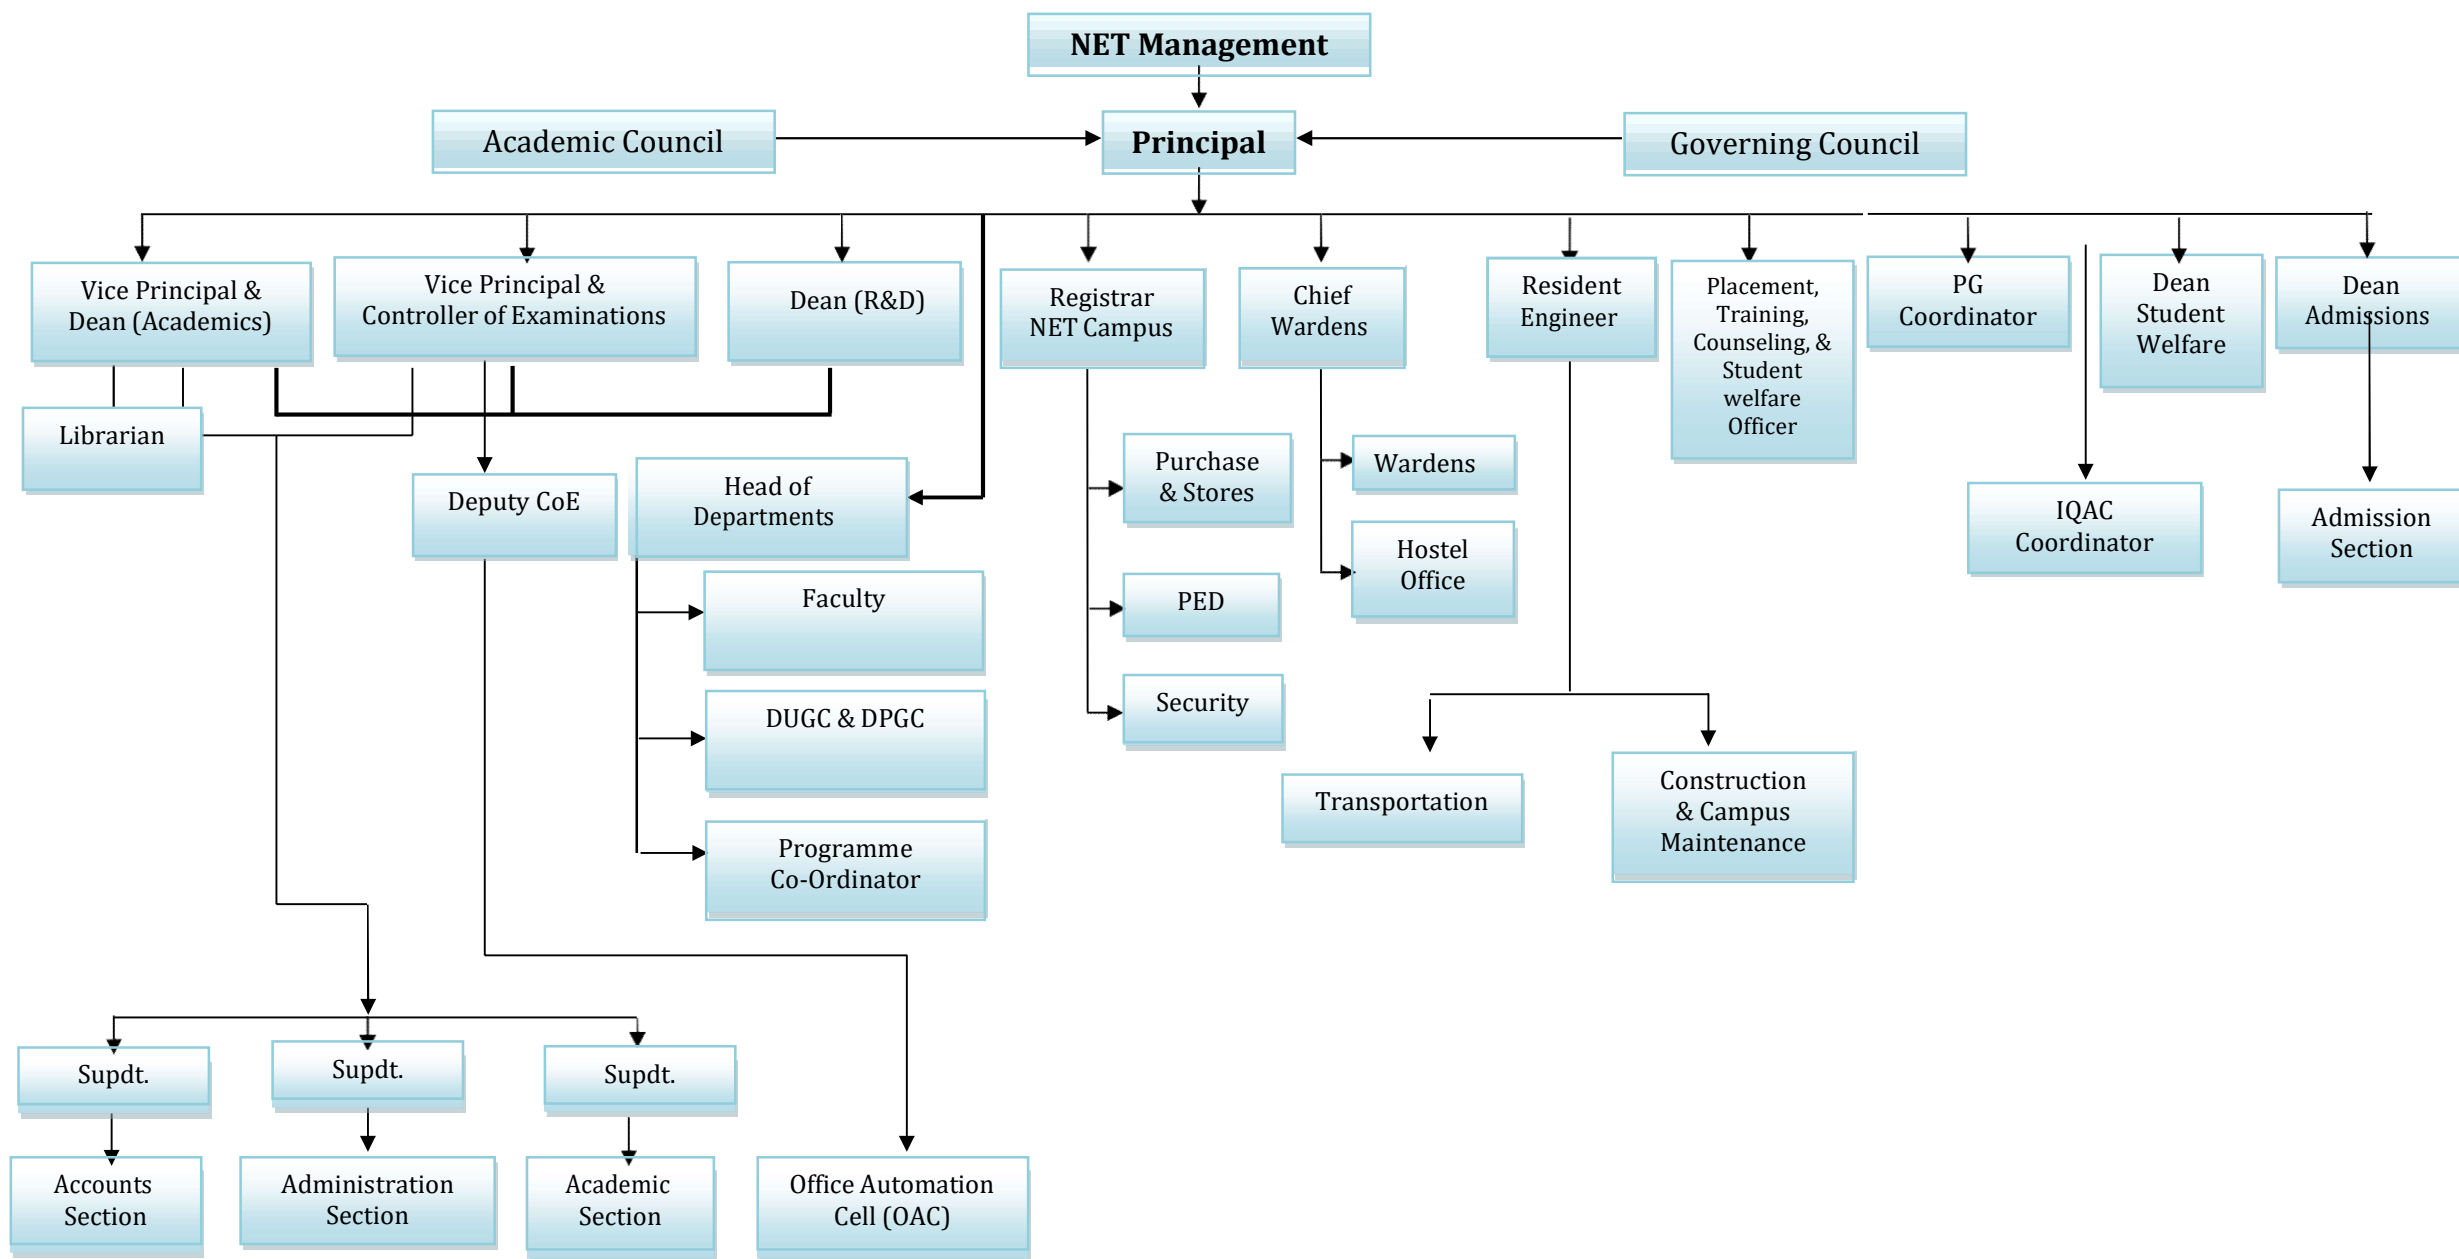 NET Management
Academic Council
Principal
Governing Council
Vice Principal &
Dean (Academics)
Vice Principal &
Controller of Examinations
Dean (R&D)
Registrar
NET Campus
Chief
Wardens
Resident
Engineer
Placement,
Training,
Counseling, &
Student
welfare
Officer
PG
Coordinator
Dean
Student
Welfare
Dean
Admissions
Librarian
Deputy CoE
Head of
Departments
Purchase
& Stores
Wardens
IQAC
Coordinator
Admission
Section
Hostel
Office
Faculty
PED
DUGC & DPGC
Security
Transportation
Construction
& Campus
Maintenance
Programme
Co-Ordinator
Supdt.
Supdt.
Supdt.
Accounts
Section
Administration
Section
Academic
Section
Office Automation
Cell (OAC)